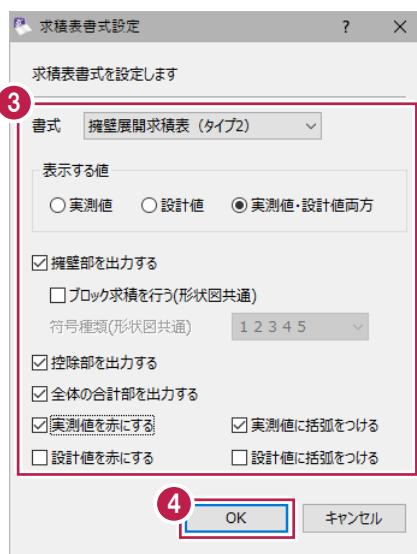 求積表書式設定 ? ×
求積表書式を設定します
3
書式 擁壁展開求積表（タイプ2）
表示する値
実測値 設計値 実測値・設計値両方
擁壁部を出力する
ブロック求積を行う(形状図共通)
符号種類(形状図共通) 1 2 3 4 5
控除部を出力する
全体の合計部を出力する
実測値を赤にする 実測値に括弧をつける
設計値を赤にする 設計値に括弧をつける
4
OK キャンセル